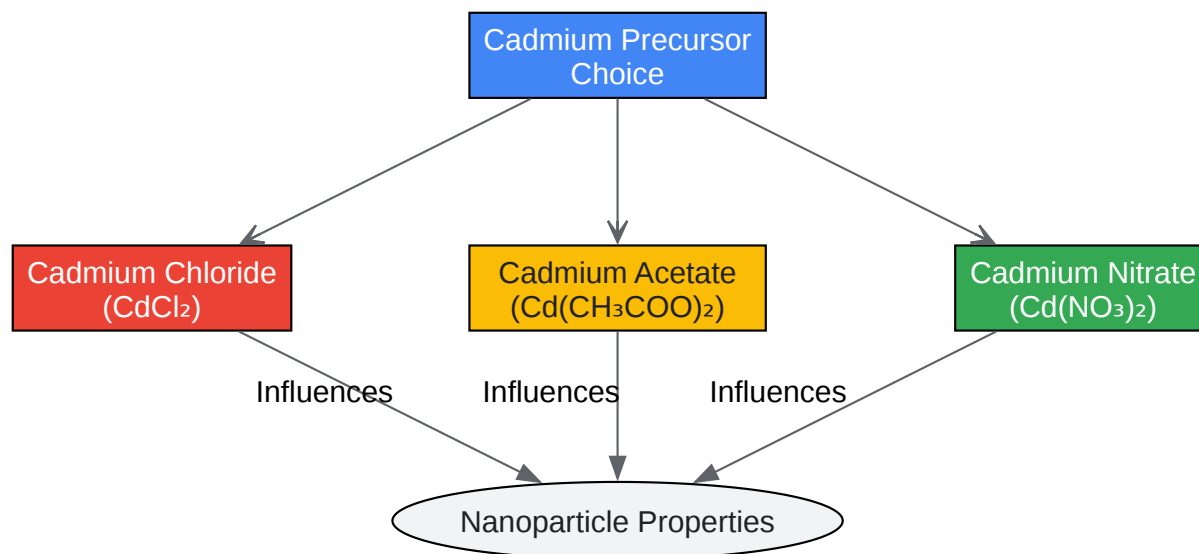 Cadmium Precursor
Choice
Cadmium Chloride
(CdCl₂)
Cadmium Acetate
(Cd(CH₃COO)₂)
Cadmium Nitrate
(Cd(NO₃)₂)
Influences
Influences
Influences
Nanoparticle Properties